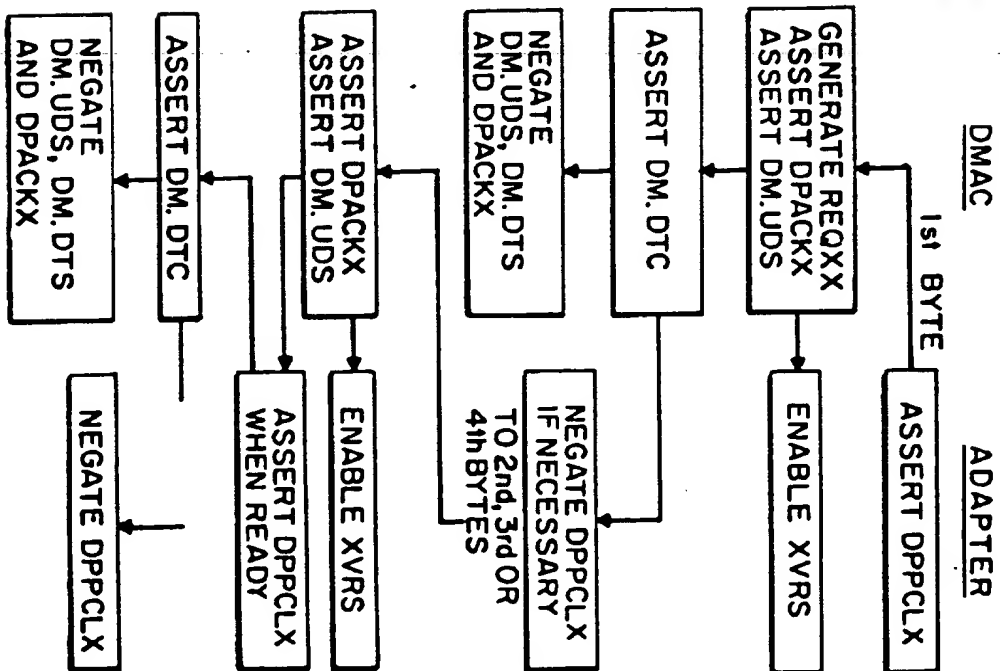 DMAC
ADAPTER
ASSERT DPPCLX
1st BYTE
GENERATE REQXX
ASSERT DPACKX
ASSERT DM.UDS
ENABLE XVRS
ASSERT DM.DTC
NEGATE DPPCLX
IF NECESSARY
TO 2nd, 3rd OR
4th BYTES
NEGATE
DM.UDS, DM.DTS
AND DPACKX
ASSERT DPACKX
ASSERT DM.UDS
ENABLE XVRS
ASSERT DPPCLX
WHEN READY
ASSERT DM.DTC
NEGATE
DM.UDS, DM.DTS
AND DPACKX
NEGATE DPPCLX